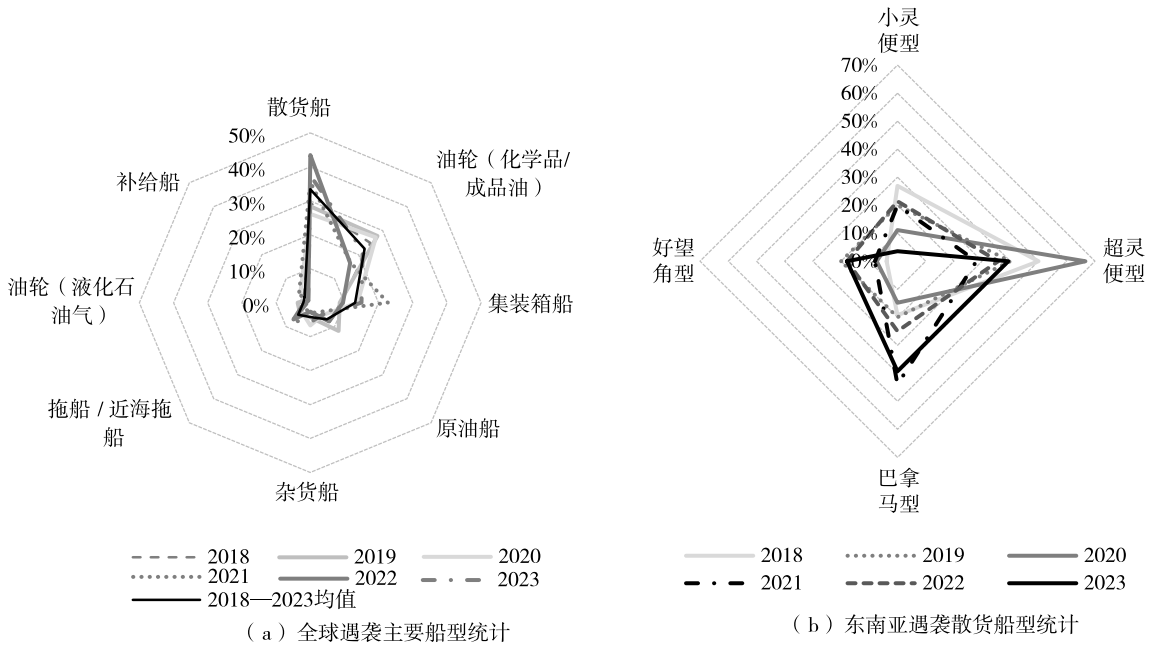 散货船
50%
40%
30%
20%
10%
0%
油轮（化学品/
成品油）
集装箱船
原油船
杂货船
拖船 / 近海拖
船
油轮（液化石
油气）
补给船
2018
2019
2020
2021
2022
2023
2018—2023均值
（a）全球遇袭主要船型统计
小灵
便型
70%
60%
50%
40%
30%
20%
10%
0%
超灵
便型
巴拿
马型
好望
角型
2018
2019
2020
2021
2022
2023
（b）东南亚遇袭散货船型统计